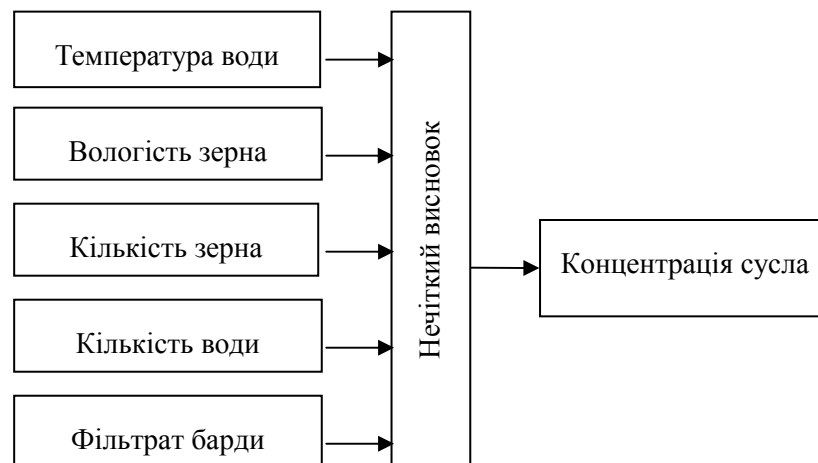 Температура води
Вологість зерна
Кількість зерна
Кількість води
Фільтрат барди
Нечіткий висновок
Концентрація сусла